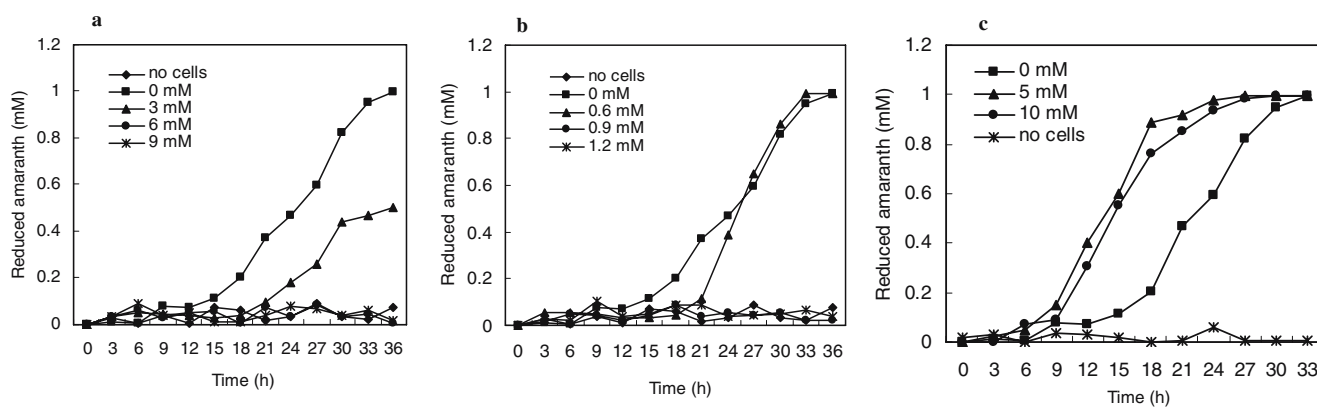 a
1.2
1
0.8
0.6
0.4
0.2
0
Reduced amaranth (mM)
no cells
0 mM
3 mM
6 mM
9 mM
0 3 6 9 12 15 18 21 24 27 30 33 36
Time (h)
b
1.2
1
0.8
0.6
0.4
0.2
0
Reduced amaranth (mM)
no cells
0 mM
0.6 mM
0.9 mM
1.2 mM
0 3 6 9 12 15 18 21 24 27 30 33 36
Time (h)
c
1.2
1
0.8
0.6
0.4
0.2
0
Reduced amaranth (mM)
0 mM
5 mM
10 mM
no cells
0 3 6 9 12 15 18 21 24 27 30 33
Time (h)